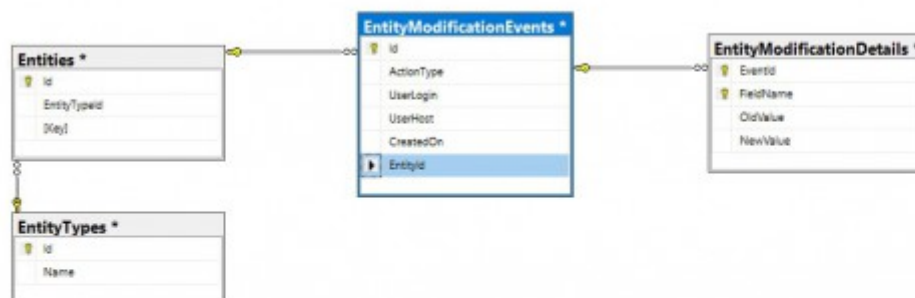 Entities *
Id
EntityTypeId
[Key]
EntityTypes *
Id
Name
EntityModificationEvents *
Id
ActionType
UserLogin
UserHost
CreatedOn
EntityId
EntityModificationDetails *
EventId
FieldName
OldValue
NewValue